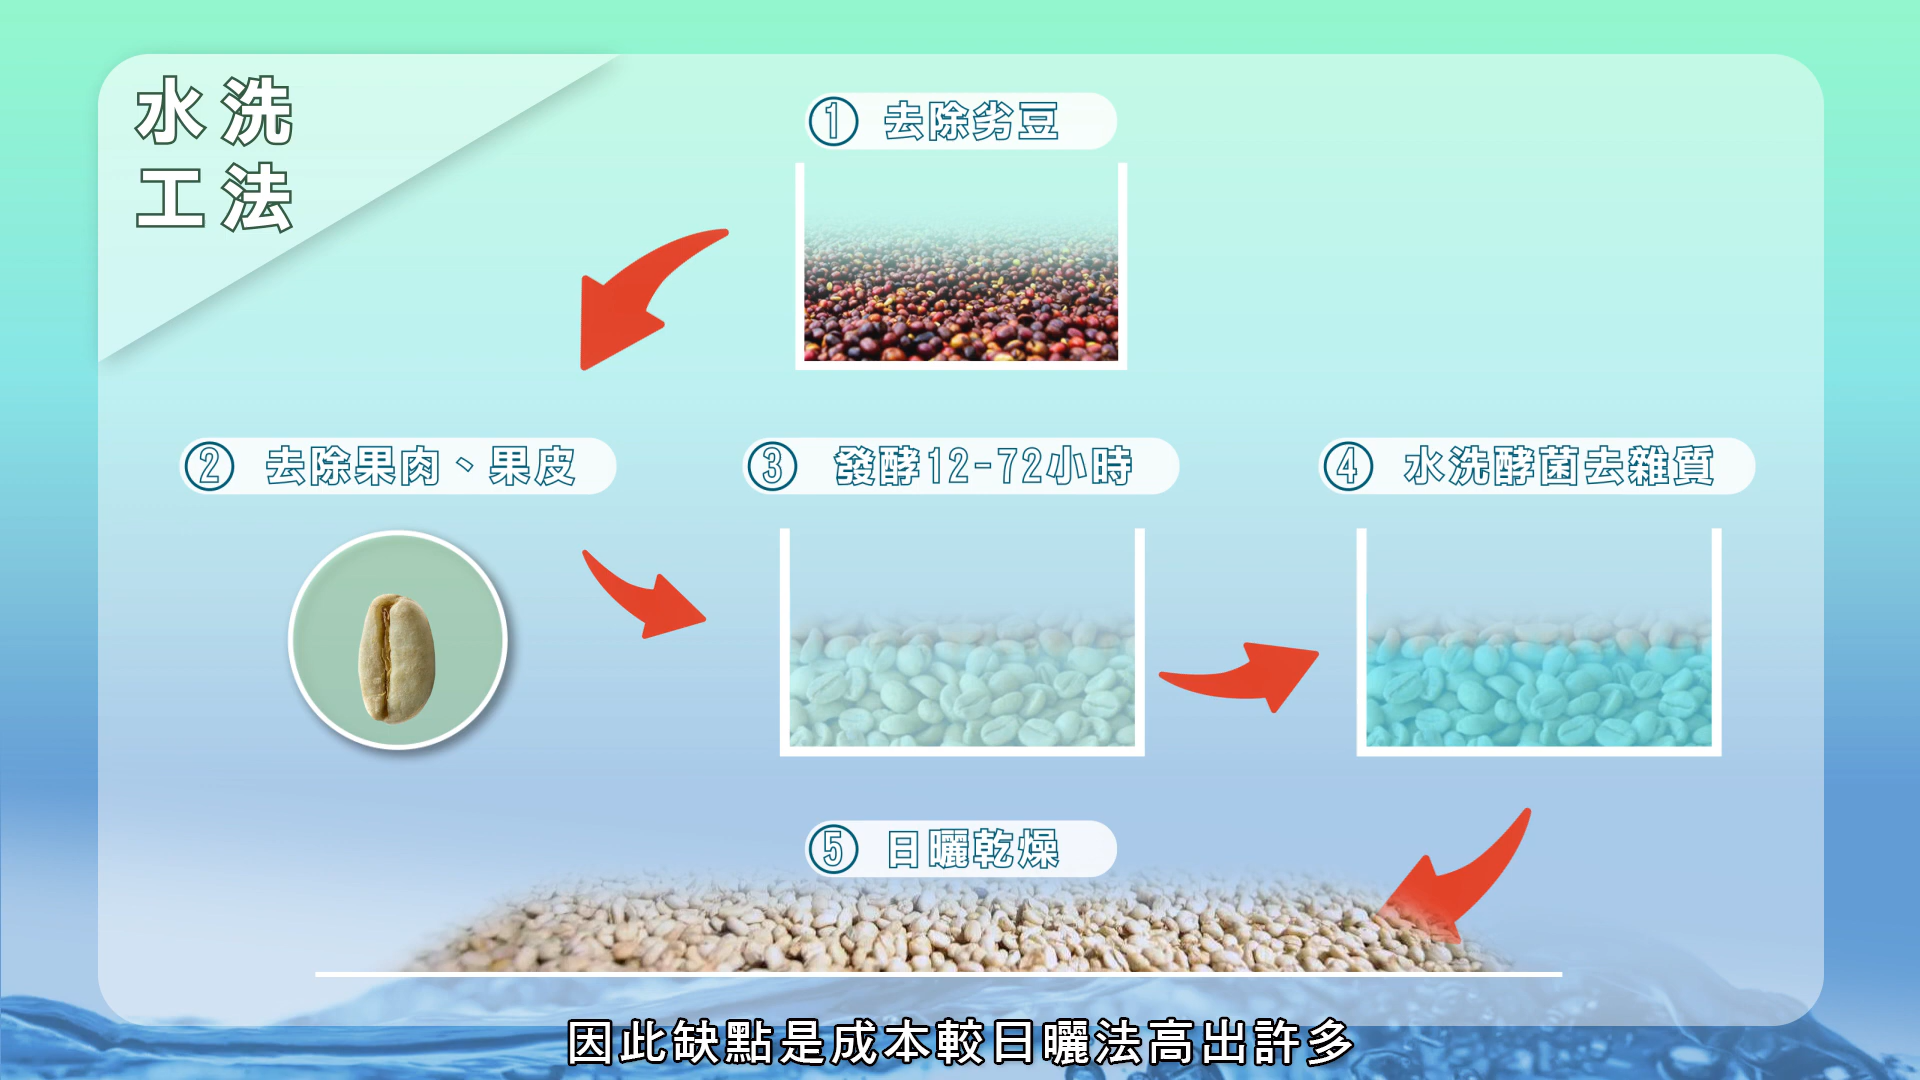 水洗
工法
① 去除劣豆
② 去除果肉、果皮
③ 發酵12-72小時
④ 水洗酵菌去雜質
⑤ 日曬乾燥
因此缺點是成本較日曬法高出許多